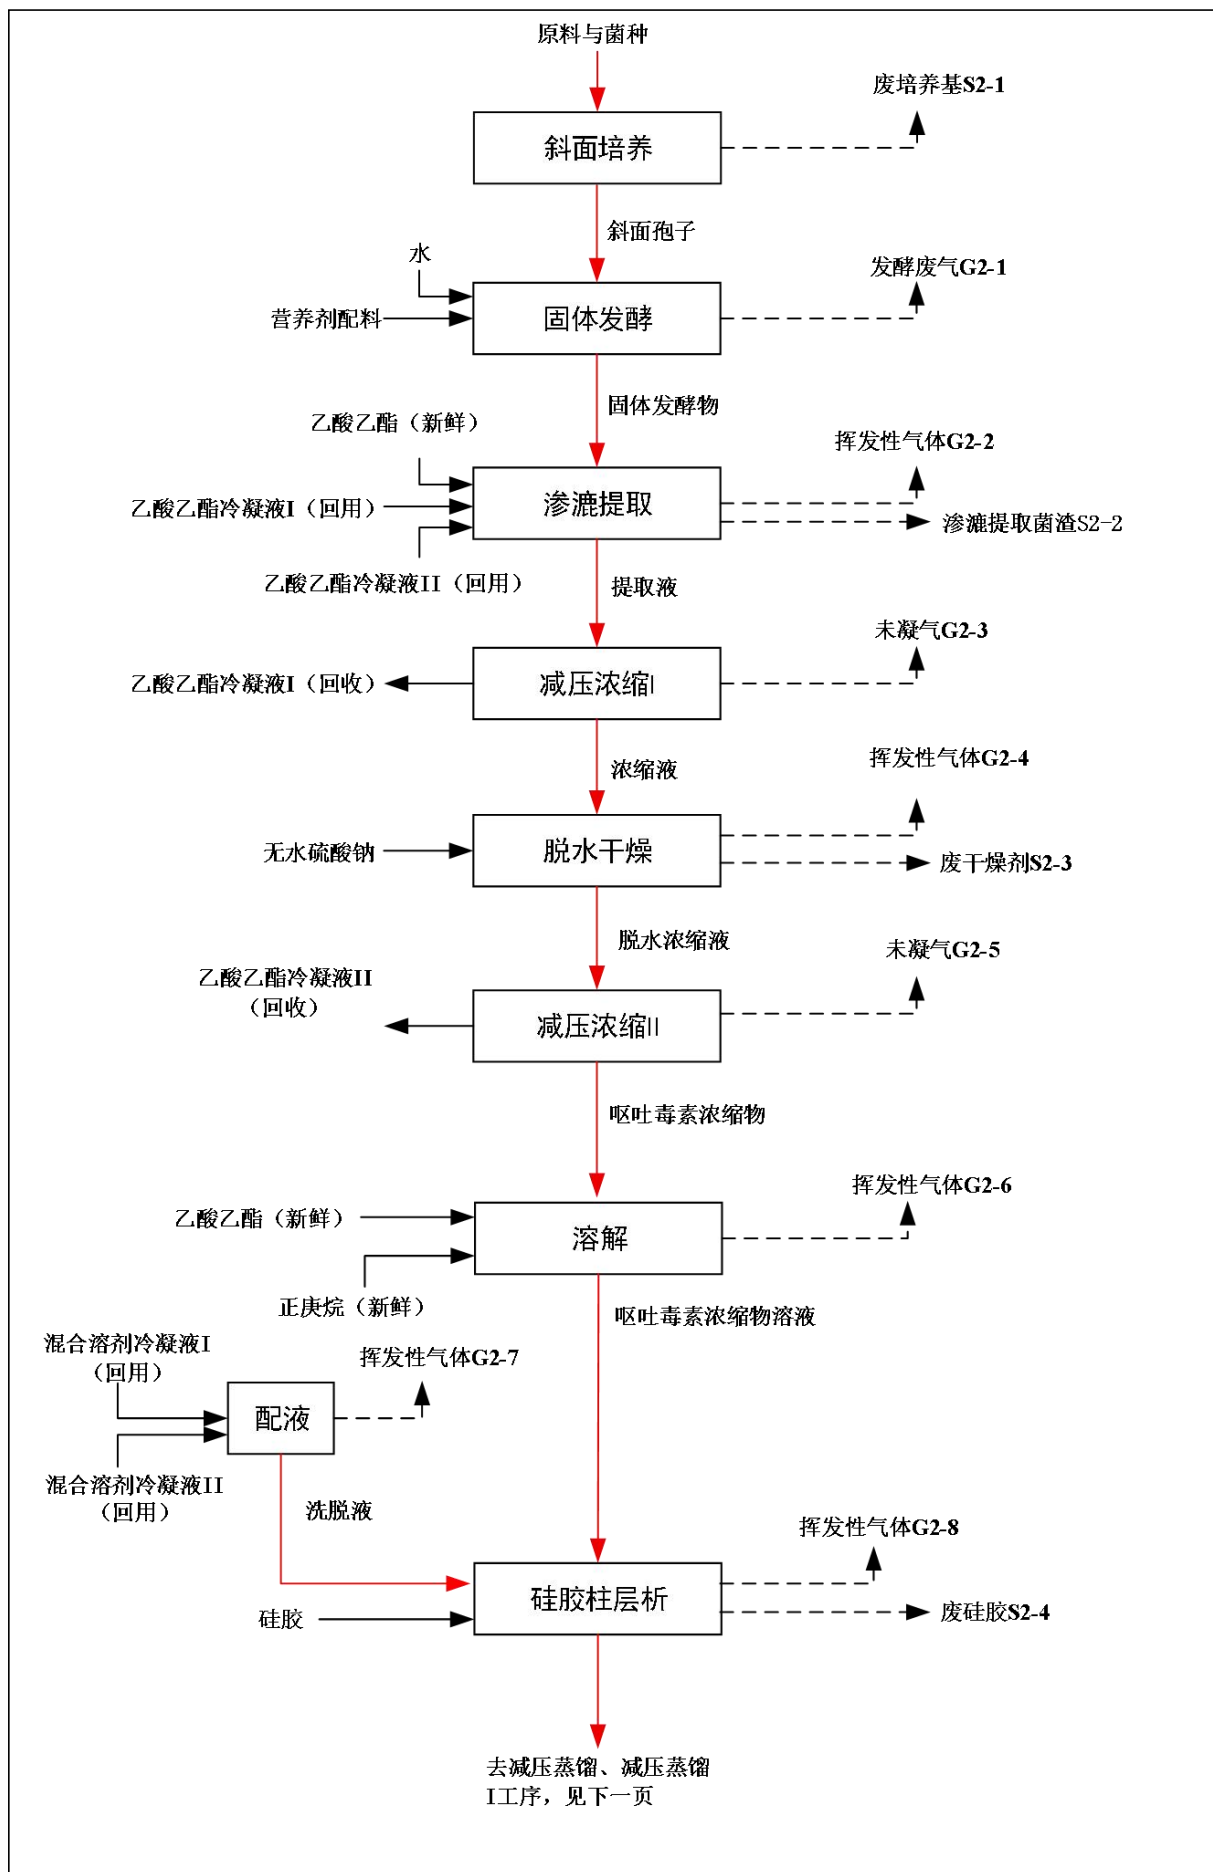 原料与菌种
废培养基S2-1
斜面培养
斜面孢子
水
发酵废气G2-1
营养剂配料
固体发酵
固体发酵物
乙酸乙酯（新鲜）
挥发性气体G2-2
乙酸乙酯冷凝液I（回用）
渗漉提取
渗漉提取菌渣S2-2
乙酸乙酯冷凝液II（回用）
提取液
未凝气G2-3
乙酸乙酯冷凝液I（回收）
减压浓缩I
浓缩液
挥发性气体G2-4
无水硫酸钠
脱水干燥
废干燥剂S2-3
脱水浓缩液
未凝气G2-5
乙酸乙酯冷凝液II
（回收）
减压浓缩II
呕吐毒素浓缩物
挥发性气体G2-6
乙酸乙酯（新鲜）
溶解
正庚烷（新鲜）
呕吐毒素浓缩物溶液
混合溶剂冷凝液I
（回用）
挥发性气体G2-7
配液
混合溶剂冷凝液II
（回用）
洗脱液
挥发性气体G2-8
硅胶柱层析
硅胶
废硅胶S2-4
去减压蒸馏、减压蒸馏
I工序，见下一页